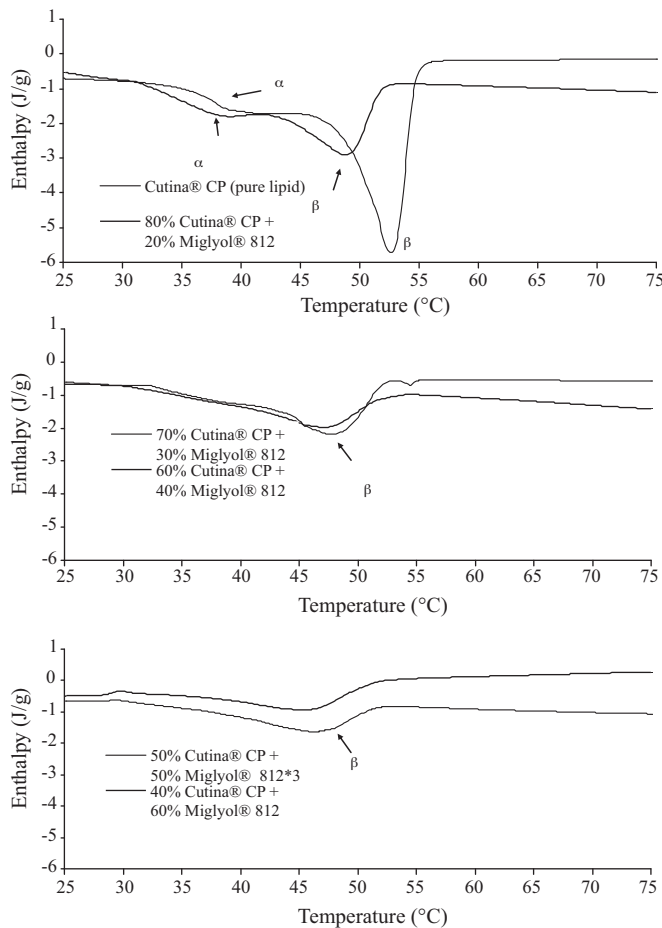 1
0
-1
-2
-3
-4
-5
-6
Enthalpy (J/g)
α
α
β
β
Cutina® CP (pure lipid)
80% Cutina® CP +
20% Miglyol® 812
25 30 35 40 45 50 55 60 65 70 75
Temperature (°C)
1
0
-1
-2
-3
-4
-5
-6
Enthalpy (J/g)
70% Cutina® CP +
30% Miglyol® 812
60% Cutina® CP +
40% Miglyol® 812
β
25 30 35 40 45 50 55 60 65 70 75
Temperature (°C)
1
0
-1
-2
-3
-4
-5
-6
Enthalpy (J/g)
50% Cutina® CP +
50% Miglyol® 812*3
40% Cutina® CP +
60% Miglyol® 812
β
25 30 35 40 45 50 55 60 65 70 75
Temperature (°C)